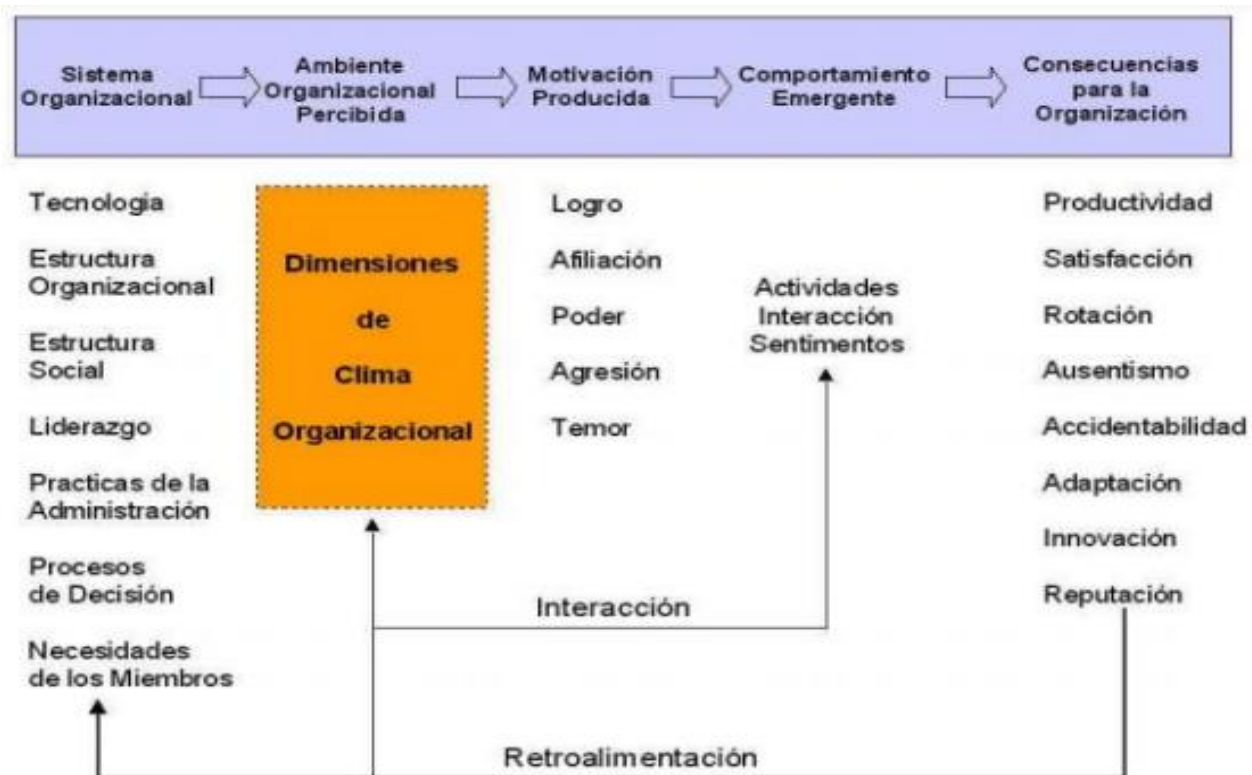 Sistema
Organizacional
Ambiente
Organizacional
Percibida
Motivación
Producida
Comportamiento
Emergente
Consecuencias
para la
Organización
Tecnologia
Estructura
Organizacional
Estructura
Social
Liderazgo
Practicas de la
Administración
Procesos
de Decisión
Necesidades
de los Miembros
Dimensiones
de
Clima
Organizacional
Logro
Afiliación
Poder
Agresión
Temor
Actividades
Interacción
Sentimentos
Productividad
Satisfacción
Rotación
Ausentismo
Accidentabilidad
Adaptación
Innovación
Reputación
Interacción
Retroalimentación